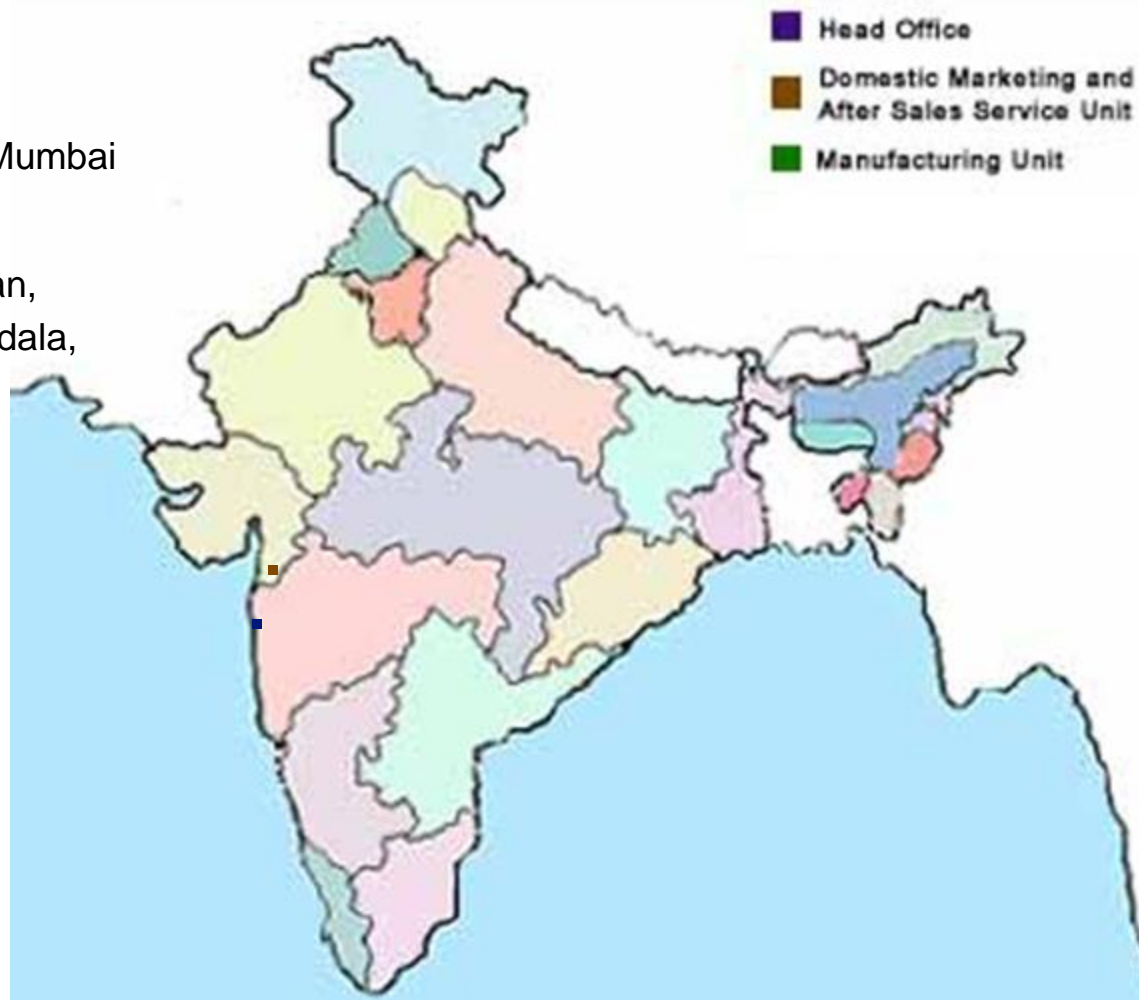 Mumbai
an,
dala,
Head Office
Domestic Marketing and
After Sales Service Unit
Manufacturing Unit